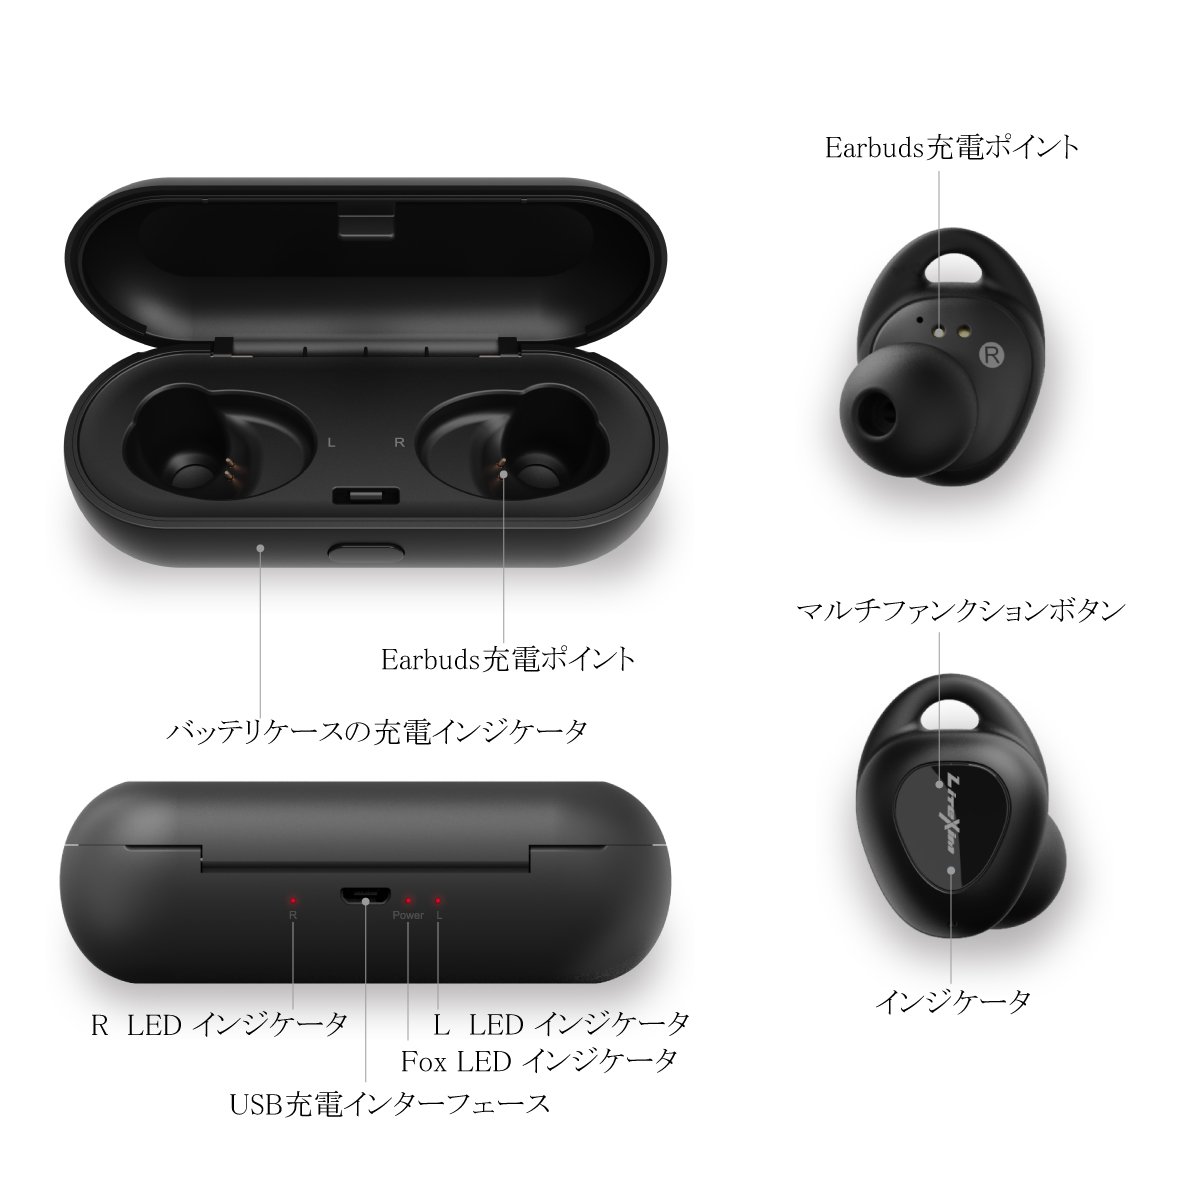 Earbuds充電ポイント
L
R
R
Earbuds充電ポイント
バッテリケースの充電インジケータ
マルチファンクションボタン
LiteXim
インジケータ
R
Power
L
R LED インジケータ
L LED インジケータ
Fox LED インジケータ
USB充電インターフェース